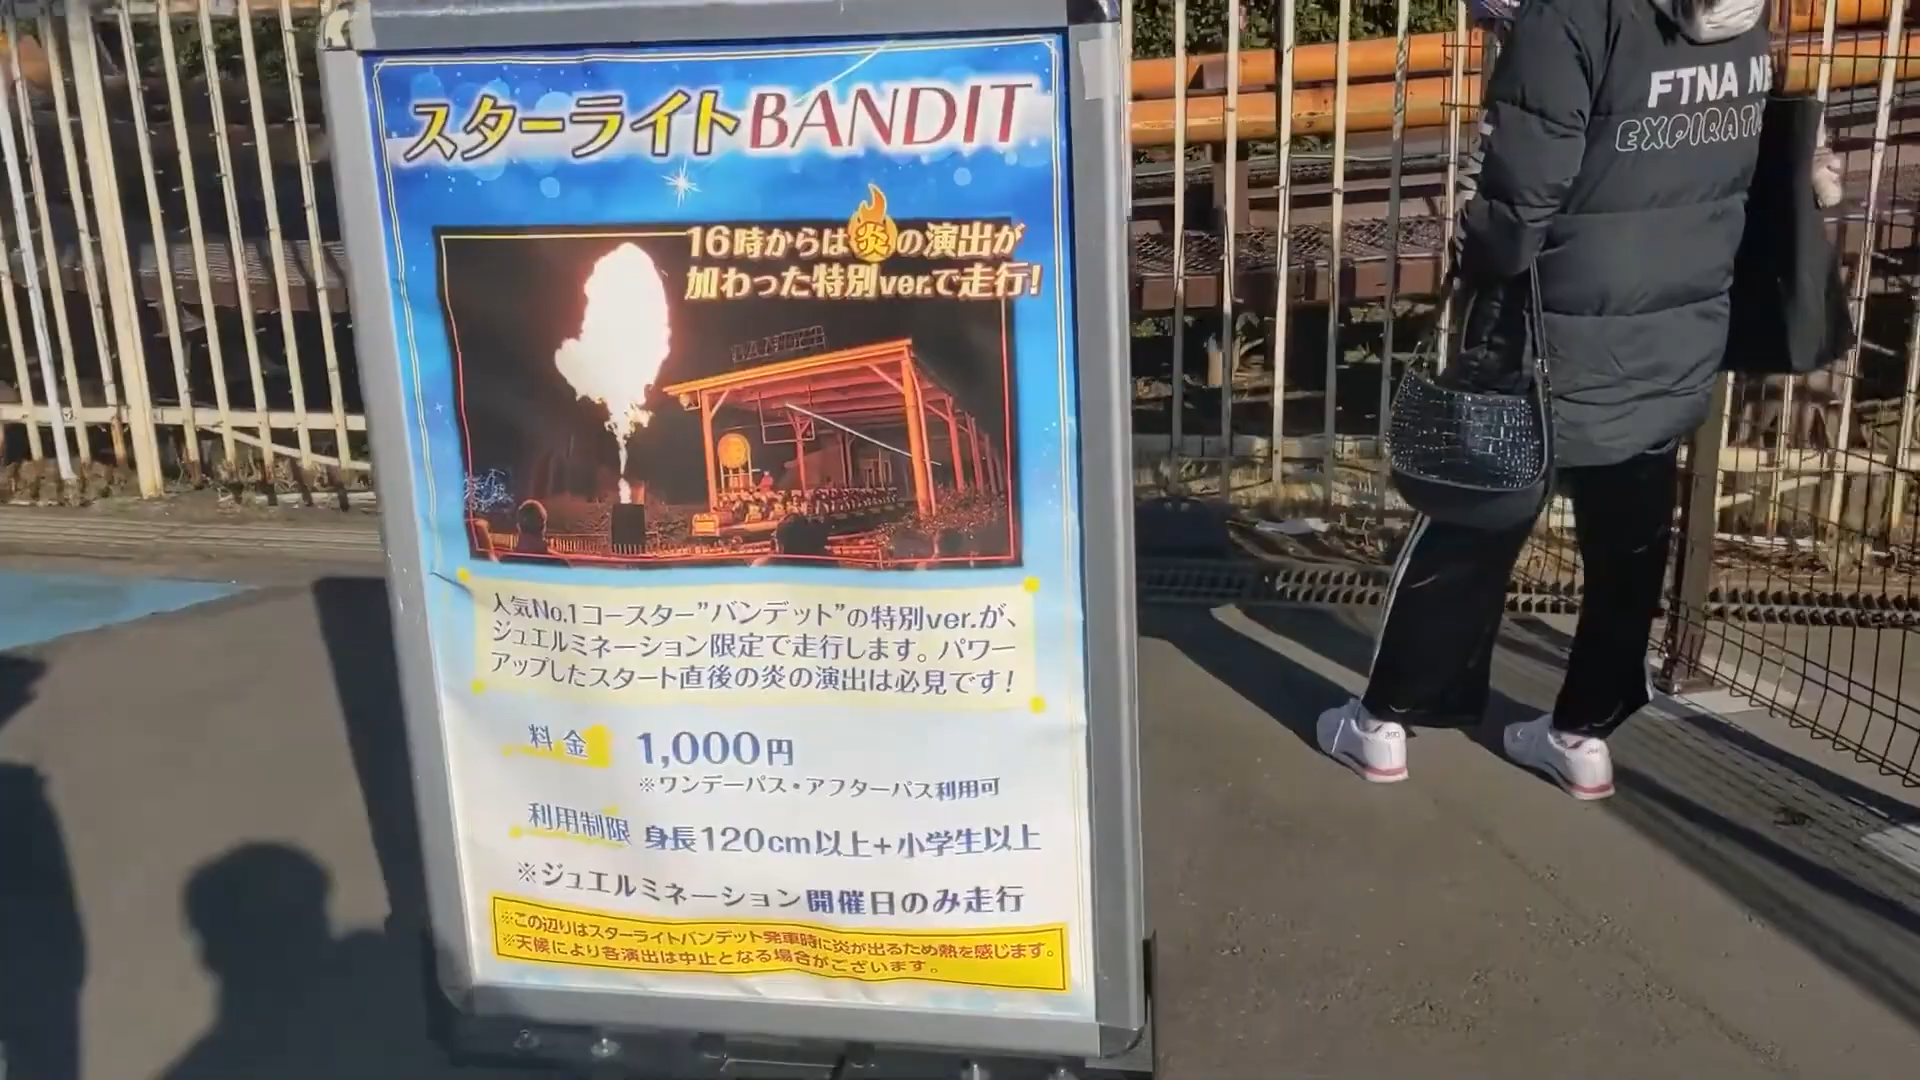 スターライトBANDIT
16時からは炎の演出が
加わった特別ver.で走行!
BANDIT
人気No.1コースター"バンデット"の特別ver.が、
ジュエルミネーション限定で走行します。パワー
アップしたスタート直後の炎の演出は必見です!
料金 1,000円
※ワンデーパス・アフターパス利用可
利用制限 身長120cm以上+小学生以上
※ジュエルミネーション開催日のみ走行
※この辺りはスターライトバンデット発車時に炎が出るため熱を感じます。
※天候により各演出は中止となる場合がございます。
FTNA